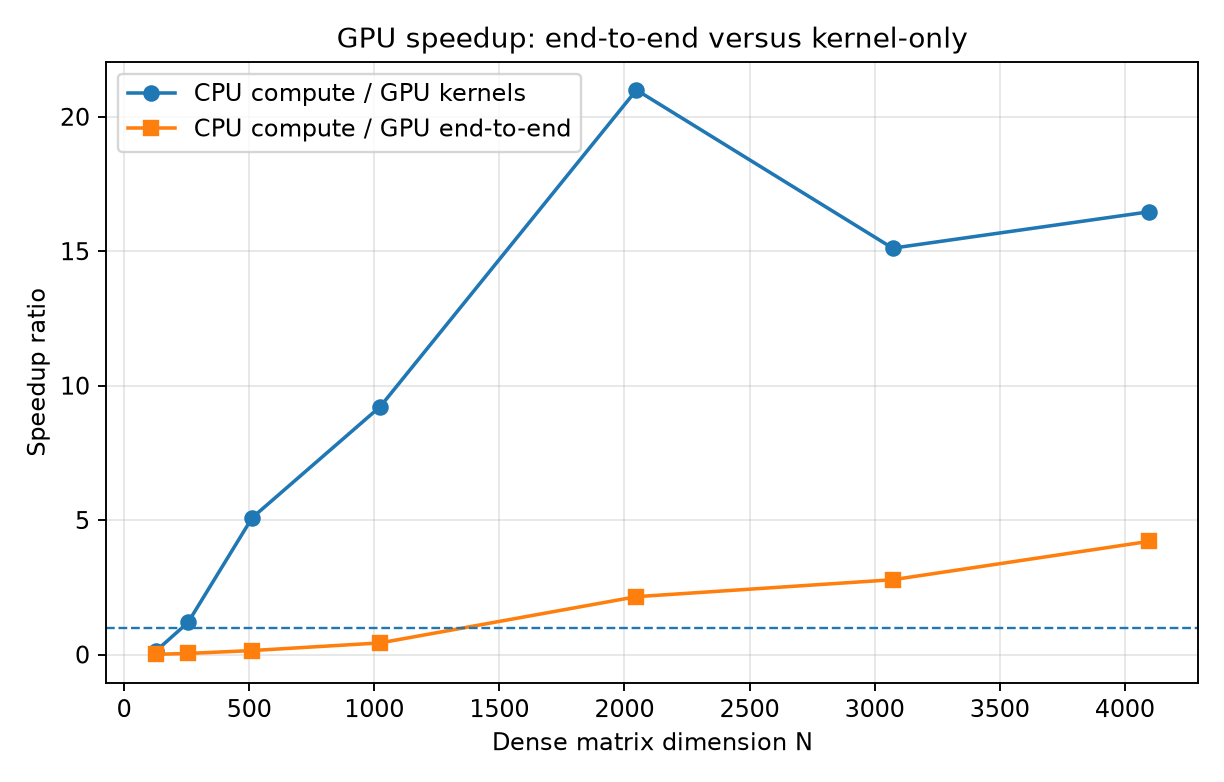 GPU speedup: end-to-end versus kernel-only
CPU compute / GPU kernels
CPU compute / GPU end-to-end
Speedup ratio
20
15
10
5
0
0 500 1000 1500 2000 2500 3000 3500 4000
Dense matrix dimension N